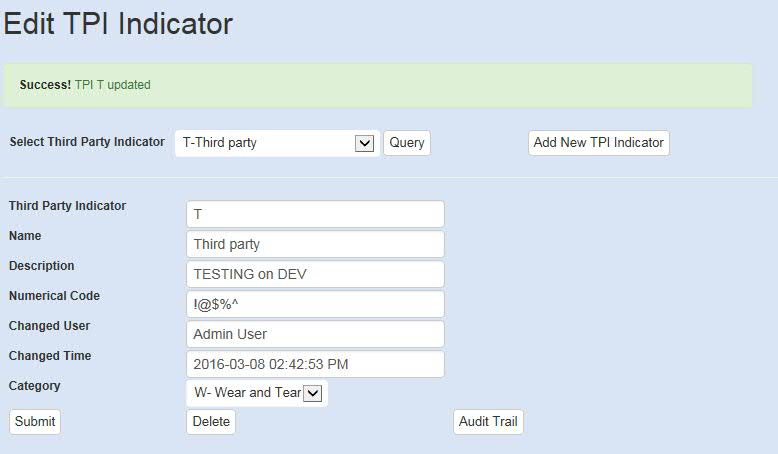 Edit TPI Indicator
Success! TPI T updated
Select Third Party Indicator T-Third party Query Add New TPI Indicator
Third Party Indicator T
Name Third party
Description TESTING on DEV
Numerical Code !@$%^
Changed User Admin User
Changed Time 2016-03-08 02:42:53 PM
Category W- Wear and Tear
Submit Delete Audit Trail